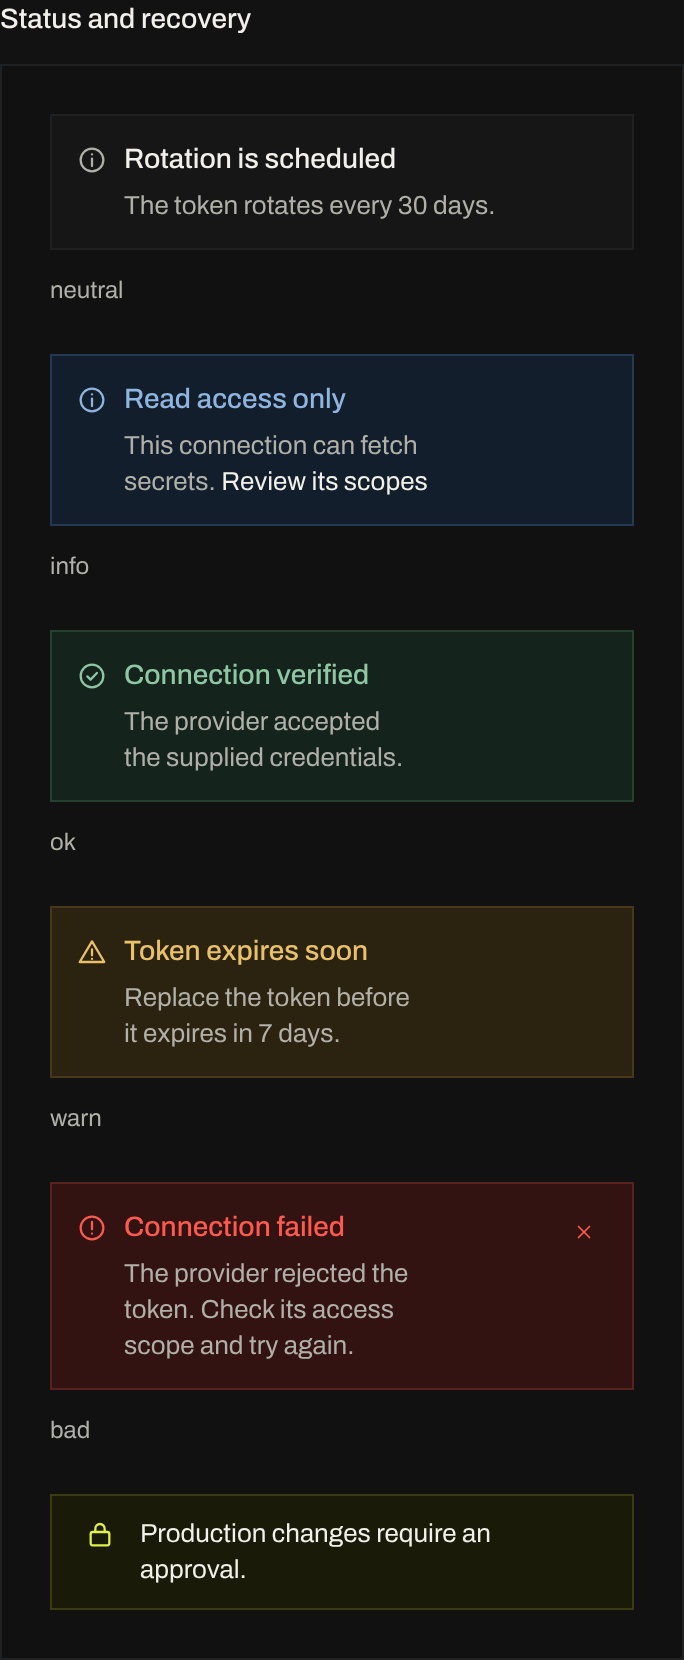 Status and recovery
Rotation is scheduled
The token rotates every 30 days.
neutral
Read access only
This connection can fetch
secrets. Review its scopes
info
Connection verified
The provider accepted
the supplied credentials.
ok
Token expires soon
Replace the token before
it expires in 7 days.
warn
Connection failed
The provider rejected the
token. Check its access
scope and try again.
bad
Production changes require an
approval.